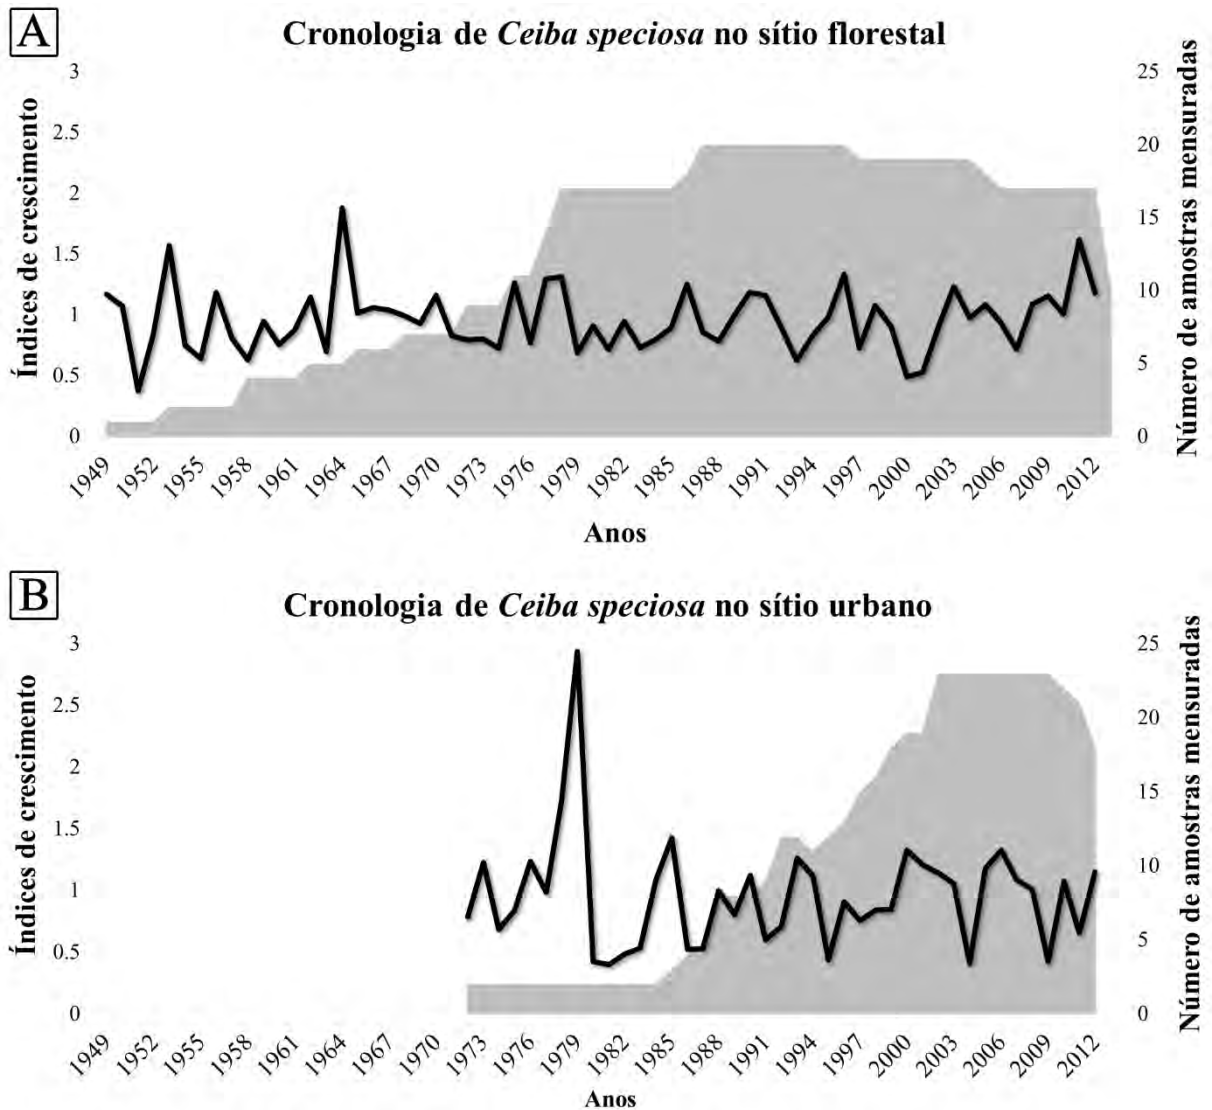 A
Cronologia de Ceiba speciosa no sítio florestal
Índices de crescimento
3
2.5
2
1.5
1
0.5
0
25
20
15
10
5
0
Número de amostras mensuradas
1949 1952 1955 1958 1961 1964 1967 1970 1973 1976 1979 1982 1985 1988 1991 1994 1997 2000 2003 2006 2009 2012
Anos
B
Cronologia de Ceiba speciosa no sítio urbano
Índices de crescimento
3
2.5
2
1.5
1
0.5
0
25
20
15
10
5
0
Número de amostras mensuradas
1949 1952 1955 1958 1961 1964 1967 1970 1973 1976 1979 1982 1985 1988 1991 1994 1997 2000 2003 2006 2009 2012
Anos